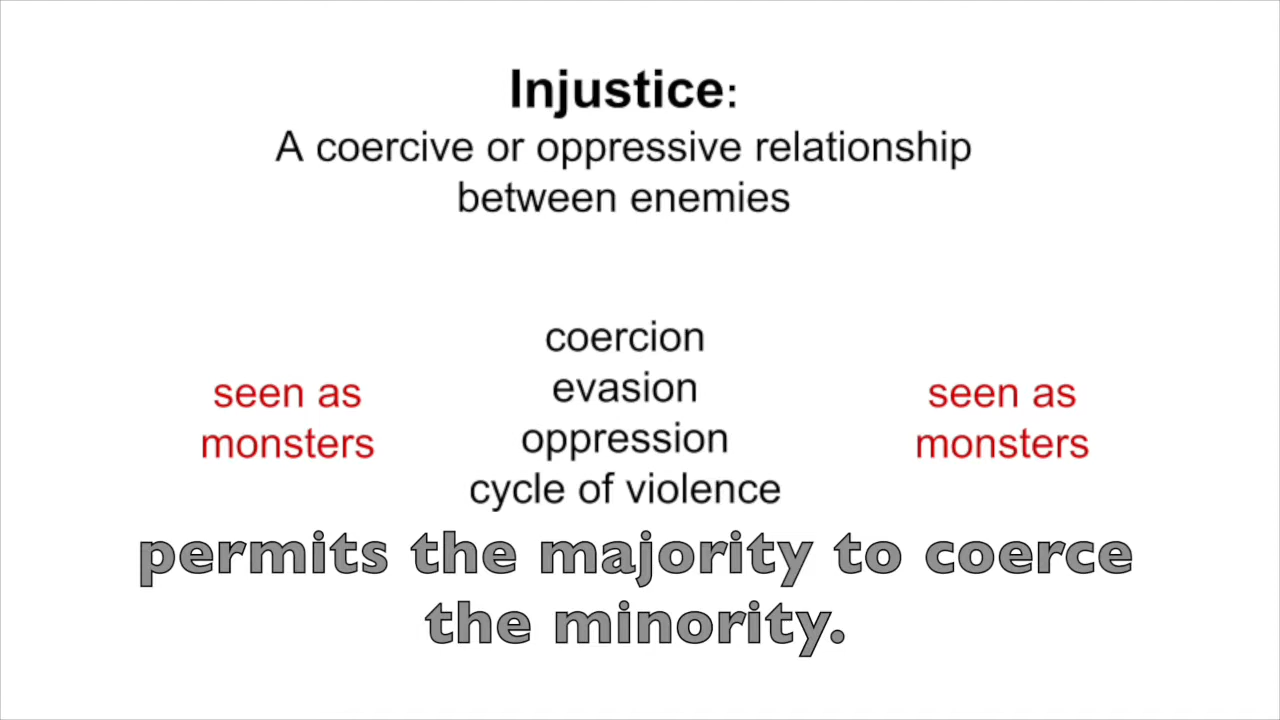 Injustice:
A coercive or oppressive relationship
between enemies
coercion
evasion
oppression
cycle of violence
seen as
monsters
seen as
monsters
permits the majority to coerce
the minority.